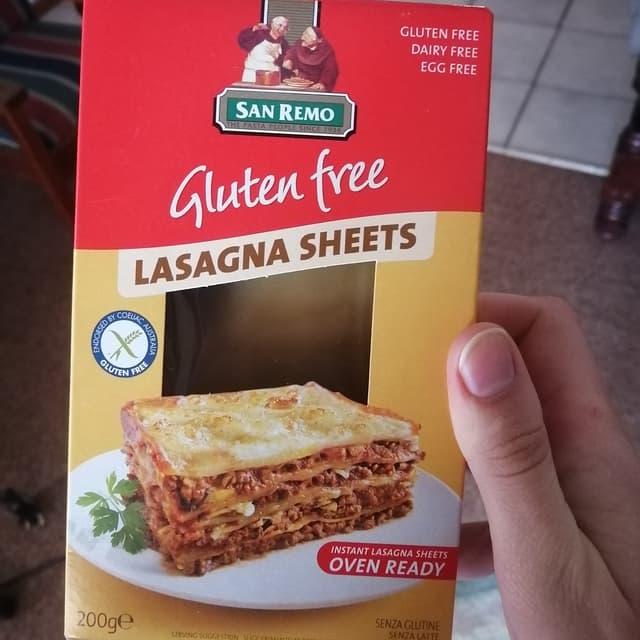 GLUTEN FREE
DAIRY FREE
EGG FREE
SAN REMO
THE PASTA PEOPLE SINCE 1936
Gluten free
LASAGNA SHEETS
ENDORSED BY COELIAC AUSTRALIA
GLUTEN FREE
INSTANT LASAGNA SHEETS
OVEN READY
200g℮
SERVING SUGGESTION
SENZA GLUTINE
SENZA LATTE